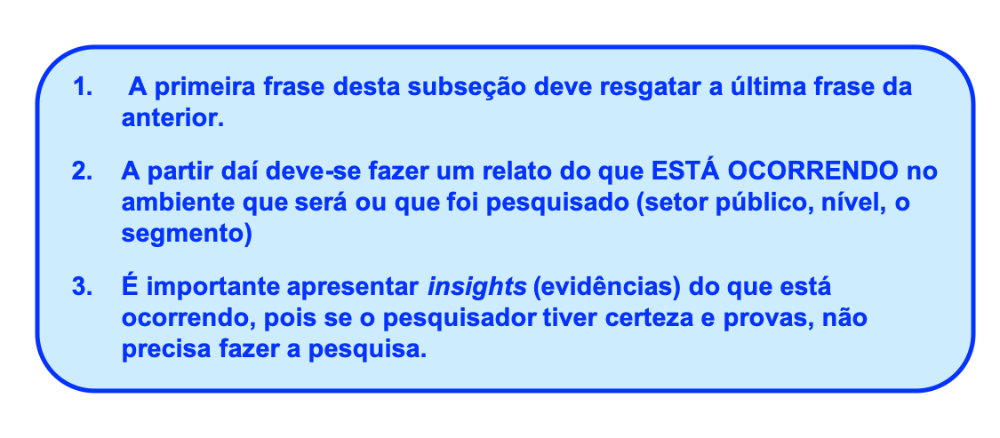 1. A primeira frase desta subseção deve resgatar a última frase da
anterior.
2. A partir daí deve-se fazer um relato do que ESTÁ OCORRENDO no
ambiente que será ou que foi pesquisado (setor público, nível, o
segmento)
3. É importante apresentar insights (evidências) do que está
ocorrendo, pois se o pesquisador tiver certeza e provas, não
precisa fazer a pesquisa.